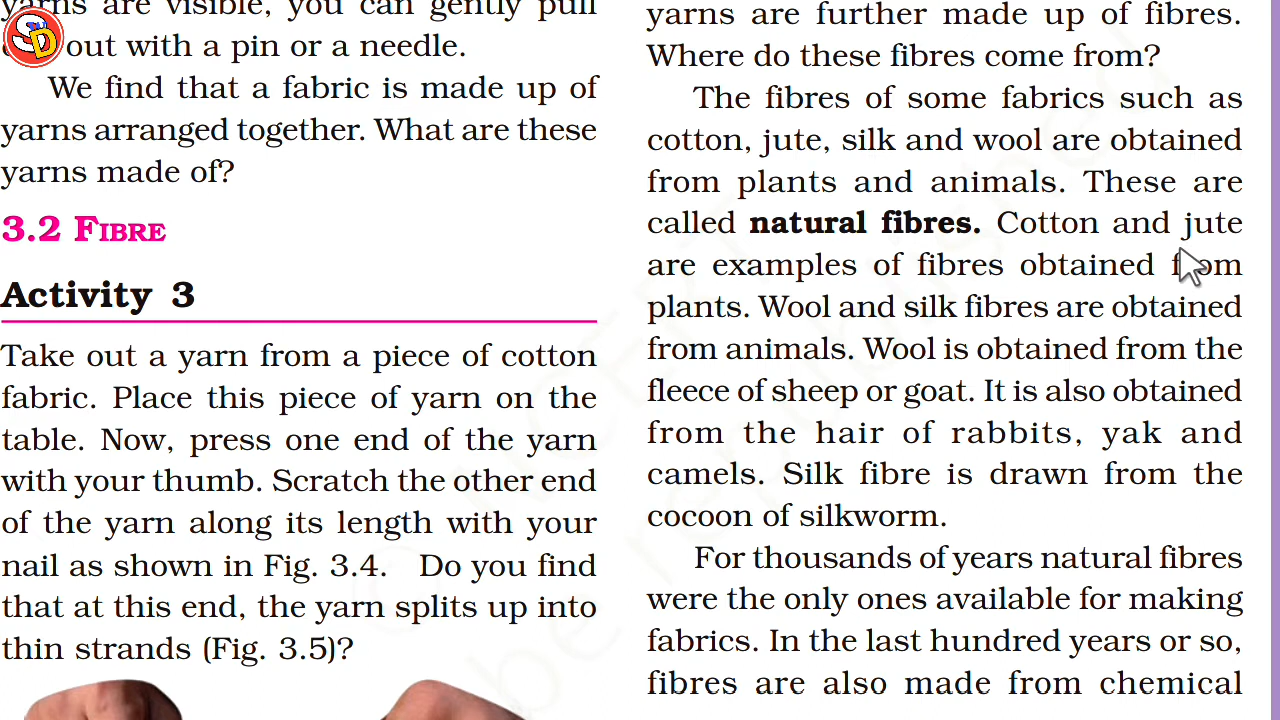 yarns are visible, you can gently pull
out with a pin or a needle.
We find that a fabric is made up of
yarns arranged together. What are these
yarns made of?
3.2 FIBRE
Activity 3
Take out a yarn from a piece of cotton
fabric. Place this piece of yarn on the
table. Now, press one end of the yarn
with your thumb. Scratch the other end
of the yarn along its length with your
nail as shown in Fig. 3.4. Do you find
that at this end, the yarn splits up into
thin strands (Fig. 3.5)?
yarns are further made up of fibres.
Where do these fibres come from?
The fibres of some fabrics such as
cotton, jute, silk and wool are obtained
from plants and animals. These are
called natural fibres. Cotton and jute
are examples of fibres obtained from
plants. Wool and silk fibres are obtained
from animals. Wool is obtained from the
fleece of sheep or goat. It is also obtained
from the hair of rabbits, yak and
camels. Silk fibre is drawn from the
cocoon of silkworm.
For thousands of years natural fibres
were the only ones available for making
fabrics. In the last hundred years or so,
fibres are also made from chemical
SD